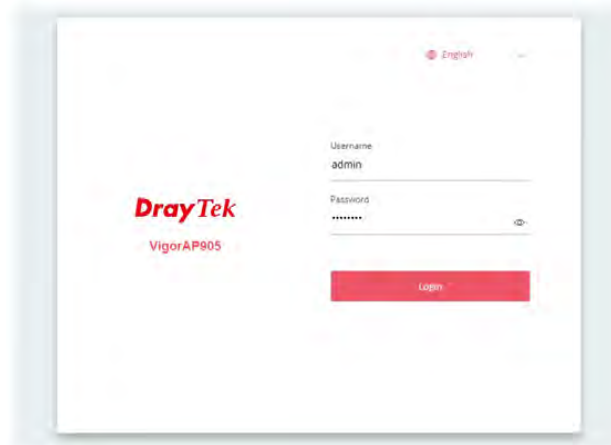 English
Username
admin
Password
••••••••
DrayTek
VigorAP905
Login